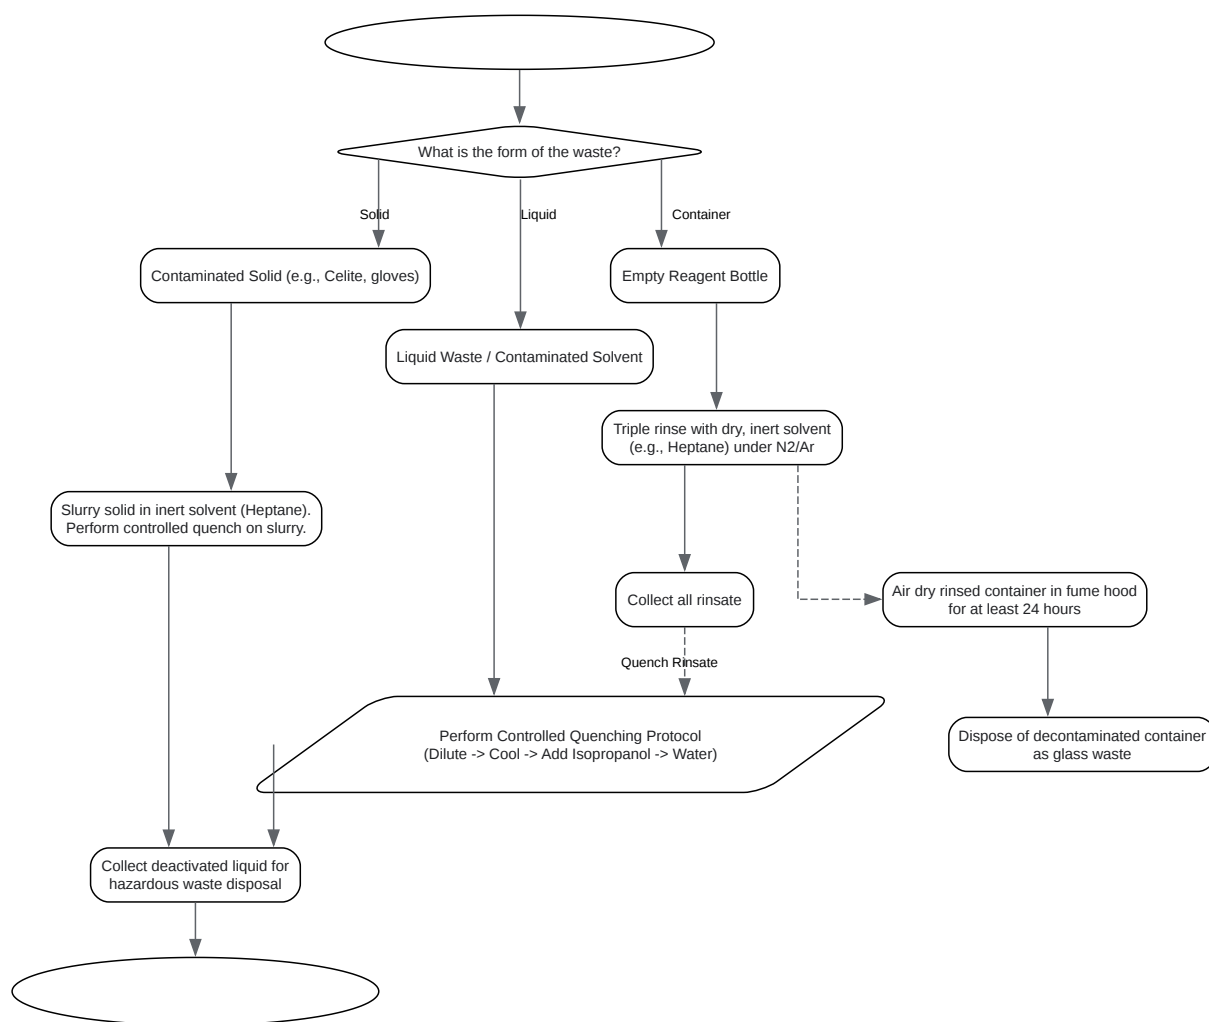 What is the form of the waste?
Solid
Liquid
Container
Contaminated Solid (e.g., Celite, gloves)
Empty Reagent Bottle
Liquid Waste / Contaminated Solvent
Triple rinse with dry, inert solvent
(e.g., Heptane) under N2/Ar
Slurry solid in inert solvent (Heptane).
Perform controlled quench on slurry.
Collect all rinsate
Air dry rinsed container in fume hood
for at least 24 hours
Quench Rinsate
Perform Controlled Quenching Protocol
(Dilute -> Cool -> Add Isopropanol -> Water)
Dispose of decontaminated container
as glass waste
Collect deactivated liquid for
hazardous waste disposal